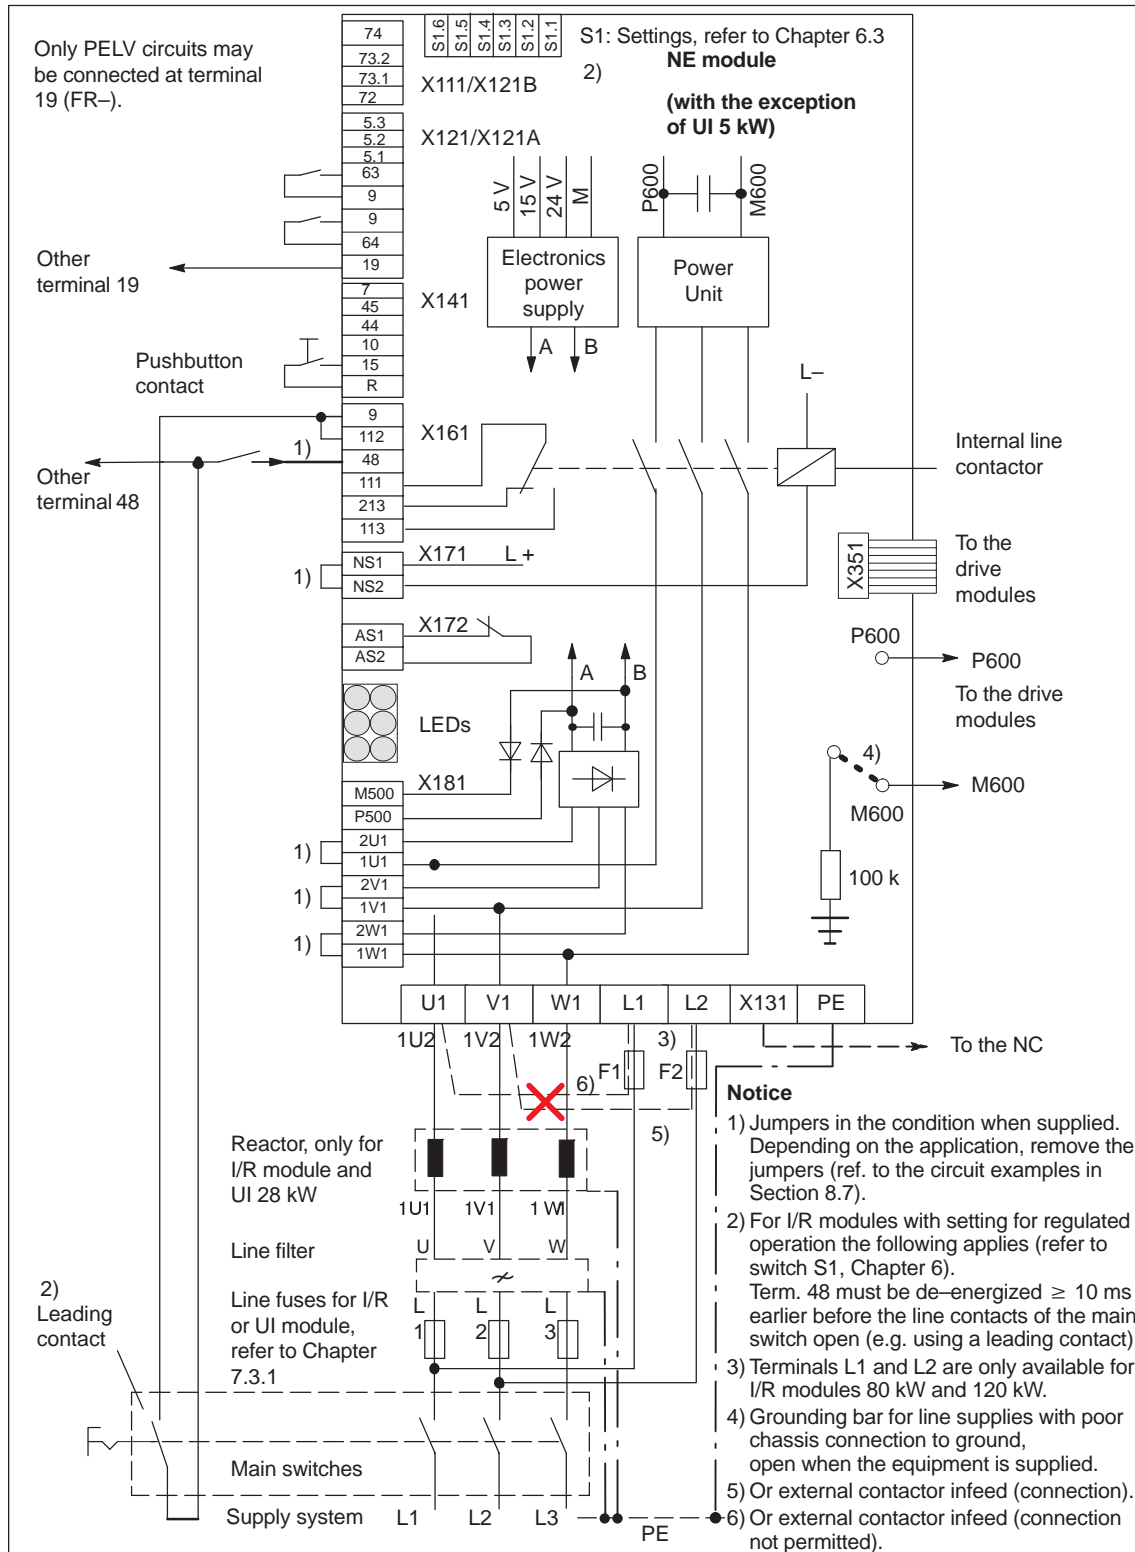 Only PELV circuits may
be connected at terminal
19 (FR–).
74
73.2
73.1
72
S1.6
S1.5
S1.4
S1.3
S1.2
S1.1
S1: Settings, refer to Chapter 6.3
2)
NE module
(with the exception
of UI 5 kW)
X111/X121B
5.3
5.2
5.1
63
9
9
64
19
X121/X121A
5 V
15 V
24 V
M
P600
M600
Electronics
power
supply
Power
Unit
A
B
Other
terminal 19
7
45
44
10
15
R
X141
Pushbutton
contact
L–
9
112
48
111
213
113
X161
1)
Other
terminal 48
Internal line
contactor
NS1
NS2
X171
L +
1)
X351
To the
drive
modules
AS1
AS2
X172
P600
P600
To the drive
modules
A
B
LEDs
4)
M600
M600
M500
P500
2U1
1U1
2V1
1V1
2W1
1W1
X181
1)
1)
1)
100 k
U1
V1
W1
L1
L2
X131
PE
1U2
1V2
1W2
3)
F1
F2
6)
5)
To the NC
Reactor, only for
I/R module and
UI 28 kW
1U1
1V1
1W1
Line filter
U
V
W
Line fuses for I/R
or UI module,
refer to Chapter
7.3.1
L
1
L
2
L
3
2)
Leading
contact
Main switches
Supply system
L1
L2
L3
PE
Notice
1) Jumpers in the condition when supplied.
Depending on the application, remove the
jumpers (ref. to the circuit examples in
Section 8.7).
2) For I/R modules with setting for regulated
operation the following applies (refer to
switch S1, Chapter 6).
Term. 48 must be de–energized ≥ 10 ms
earlier before the line contacts of the main
switch open (e.g. using a leading contact)
3) Terminals L1 and L2 are only available for
I/R modules 80 kW and 120 kW.
4) Grounding bar for line supplies with poor
chassis connection to ground,
open when the equipment is supplied.
5) Or external contactor infeed (connection).
6) Or external contactor infeed (connection
not permitted).